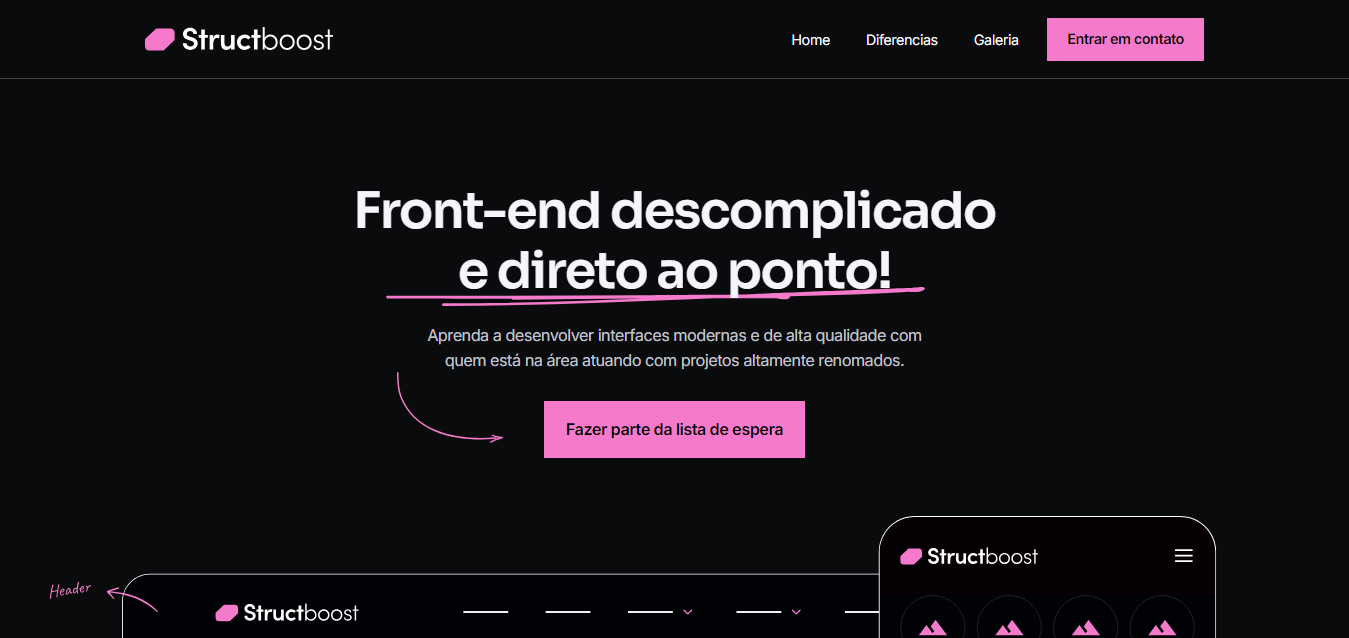 Structboost
Home
Diferencias
Galeria
Entrar em contato
Front-end descomplicado
e direto ao ponto!
Aprenda a desenvolver interfaces modernas e de alta qualidade com
quem está na área atuando com projetos altamente renomados.
Fazer parte da lista de espera
Structboost
Header
Structboost